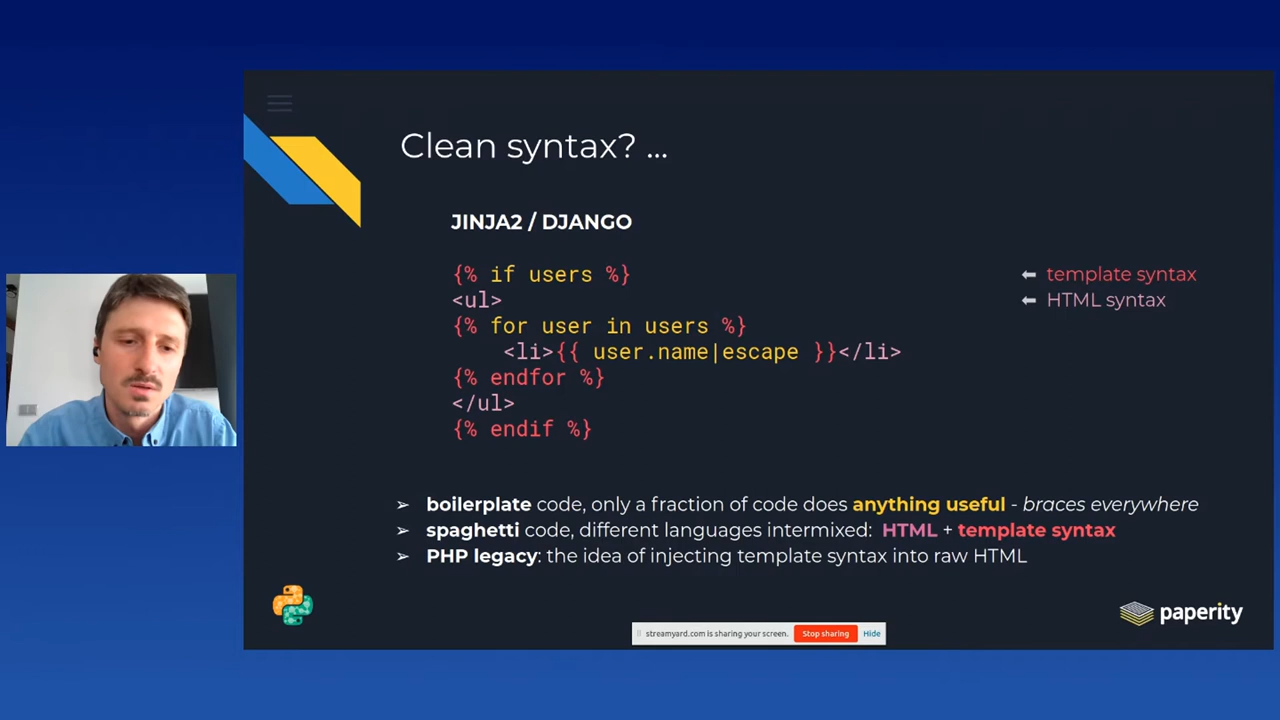 Clean syntax? ...
JINJA2 / DJANGO
{% if users %}
<ul>
{% for user in users %}
    <li>{{ user.name|escape }}</li>
{% endfor %}
</ul>
{% endif %}
⬅ template syntax
⬅ HTML syntax
➢ boilerplate code, only a fraction of code does anything useful - braces everywhere
➢ spaghetti code, different languages intermixed: HTML + template syntax
➢ PHP legacy: the idea of injecting template syntax into raw HTML
paperity
streamyard.com is sharing your screen. Stop sharing Hide